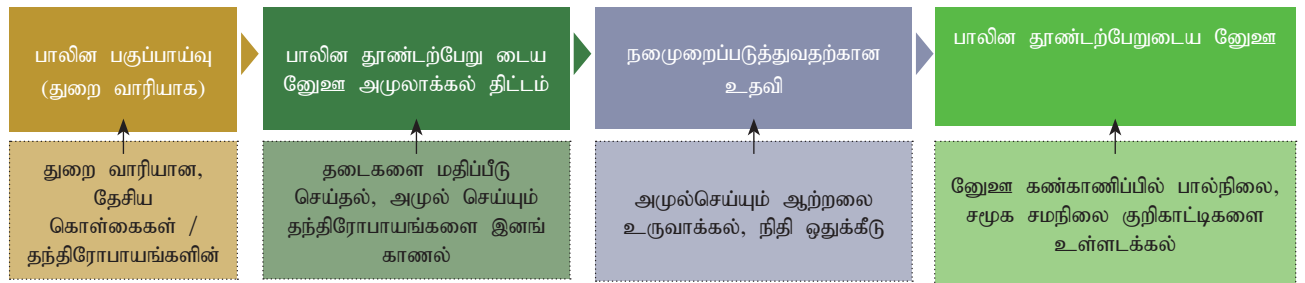 பாலின பகுப்பாய்வு
(துறை வாரியாக)
பாலின தூண்டற்பேறு டைய
னேுஊ அமுலாக்கல் திட்டம்
நமைுறைப்படுத்துவதற்கான
உதவி
பாலின தூண்டற்பேறுடைய னேுஊ
துறை வாரியான,
தேசிய
கொள்கைகள் /
தந்திரோபாயங்களின்
தடைகளை மதிப்பீடு
செய்தல், அமுல் செய்யும்
தந்திரோபாயங்களை இனங்
காணல்
அமுல்செய்யும் ஆற்றலை
உருவாக்கல், நிதி ஒதுக்கீடு
னேுஊ கண்காணிப்பில் பால்நிலை,
சமூக சமநிலை குறிகாட்டிகளை
உள்ளடக்கல்